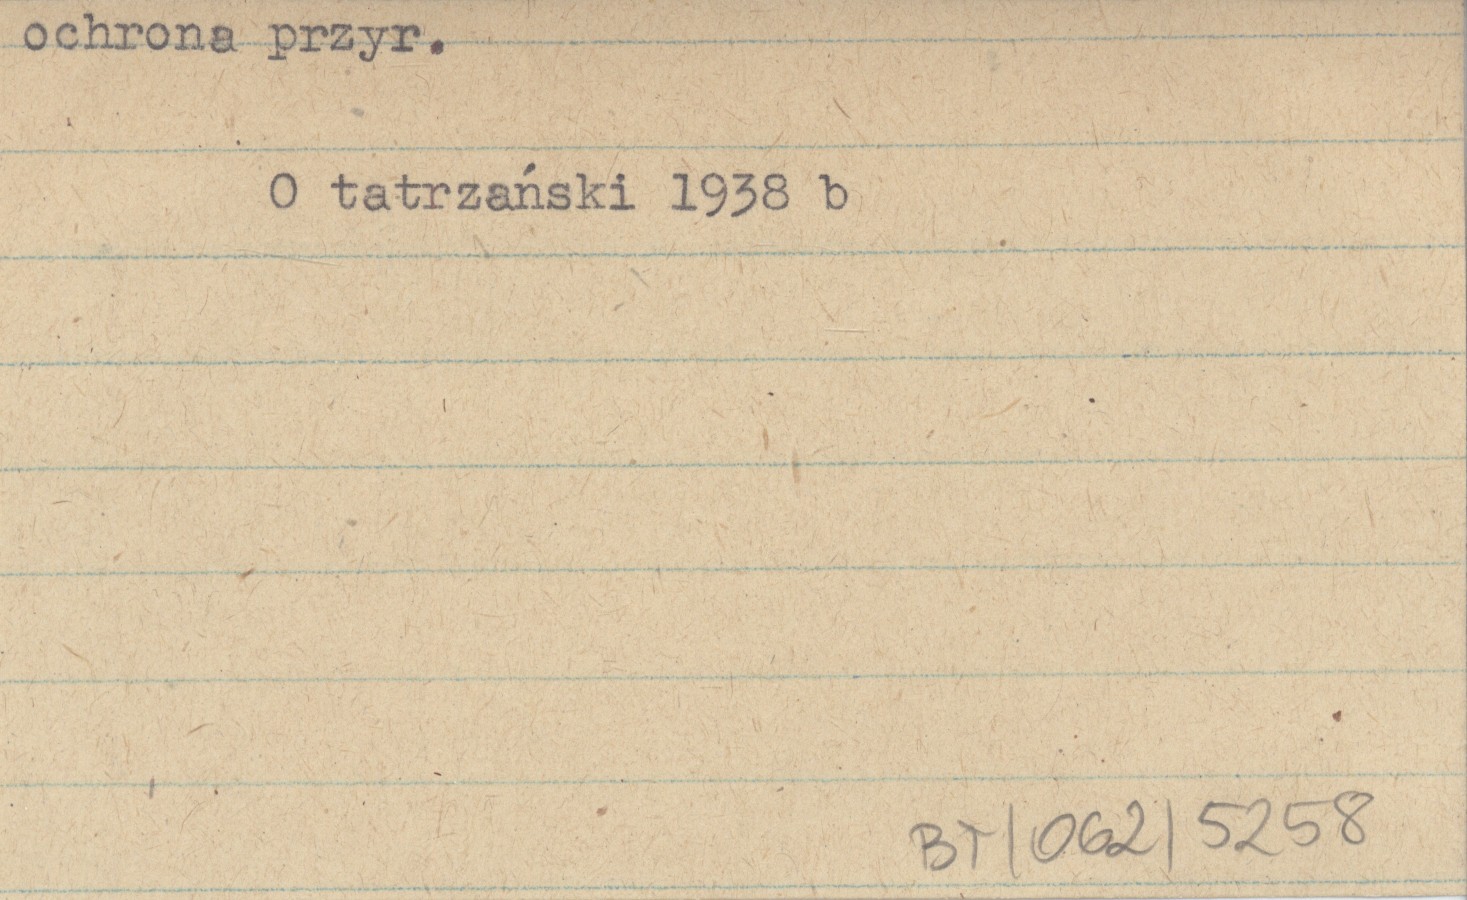 ochrona przyr.
O tatrzański 1938 b
BT/062/5258